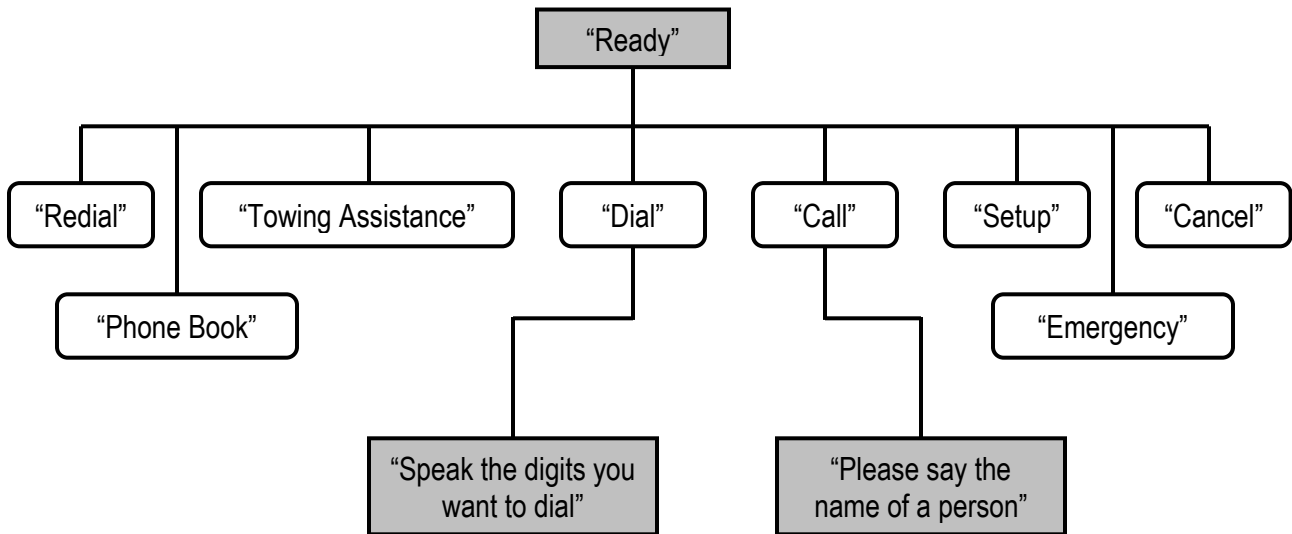 “Ready”
“Redial”
“Towing Assistance”
“Dial”
“Call”
“Setup”
“Cancel”
“Phone Book”
“Emergency”
“Speak the digits you
want to dial”
“Please say the
name of a person”